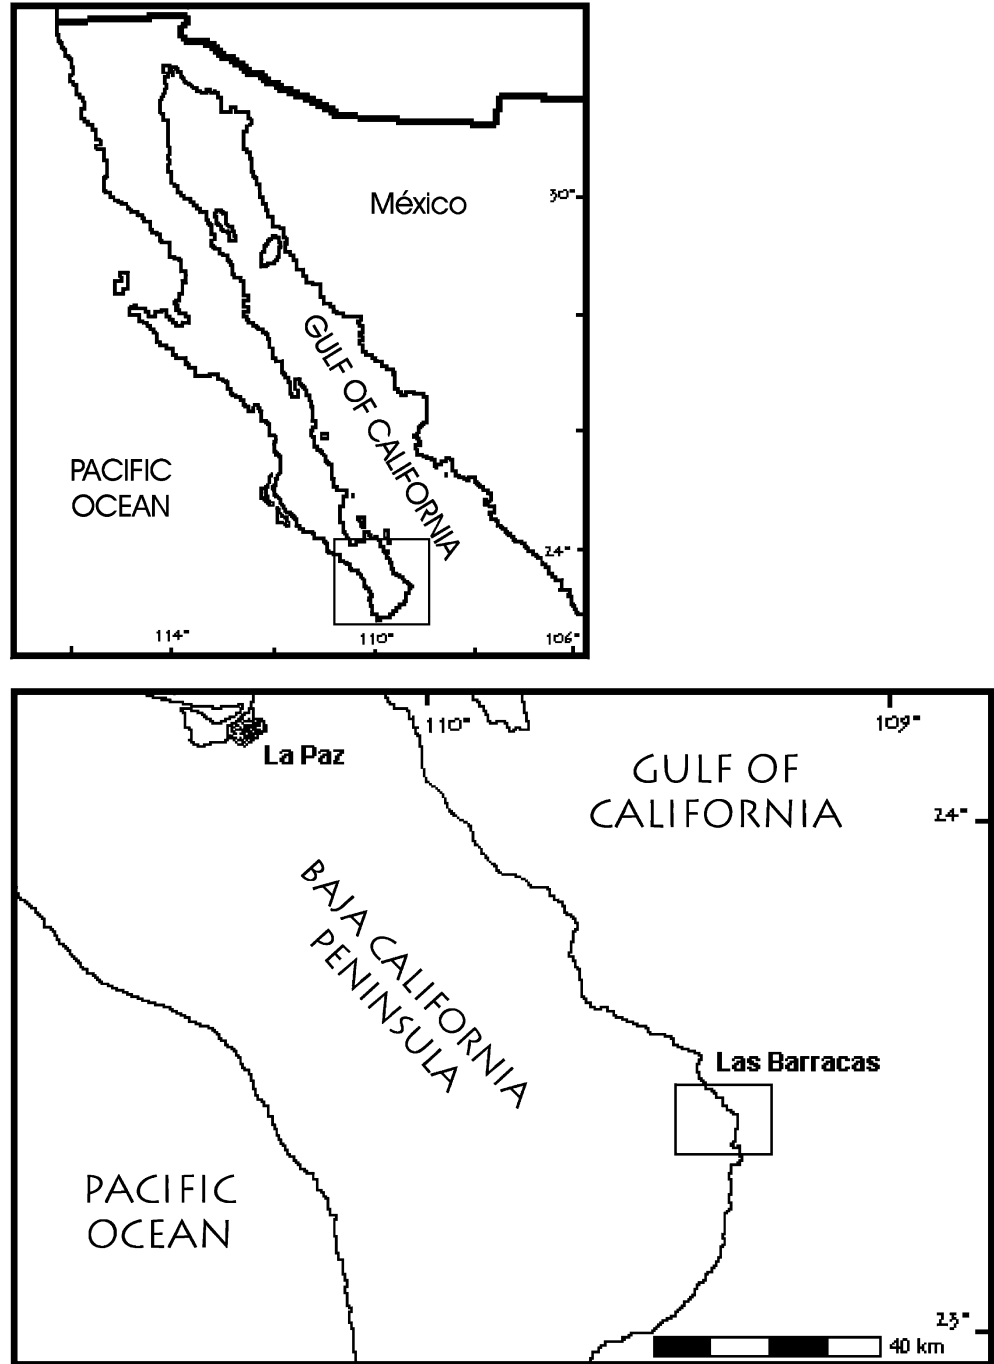 México
30°
GULF OF CALIFORNIA
PACIFIC
OCEAN
24°
114°
110°
106°
110°
109°
La Paz
GULF OF
CALIFORNIA
24°
BAJA CALIFORNIA
PENINSULA
Las Barracas
PACIFIC
OCEAN
23°
40 km